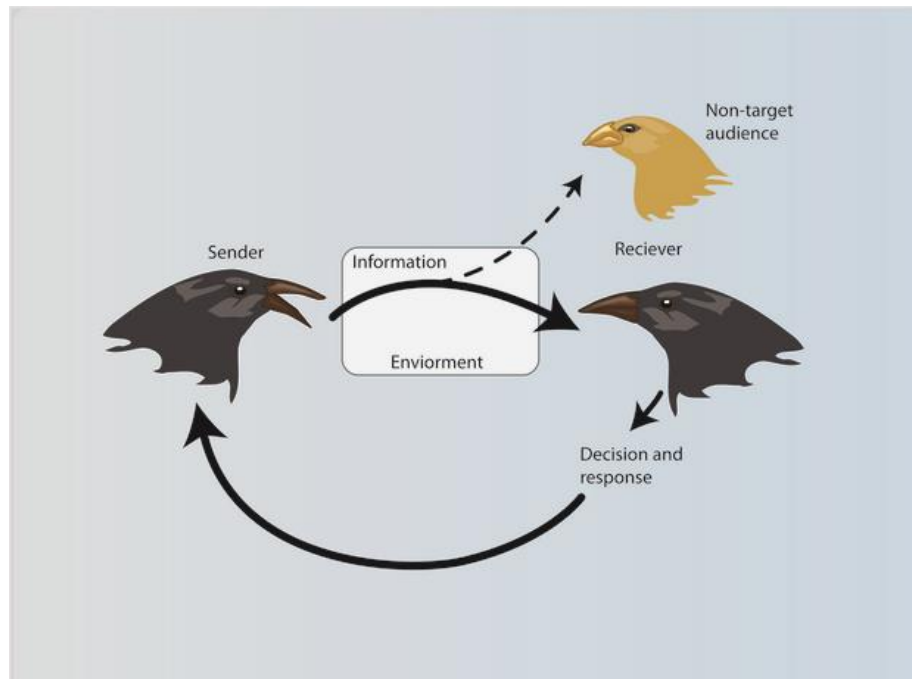 Non-target
audience
Sender
Reciever
Information
Enviorment
Decision and
response